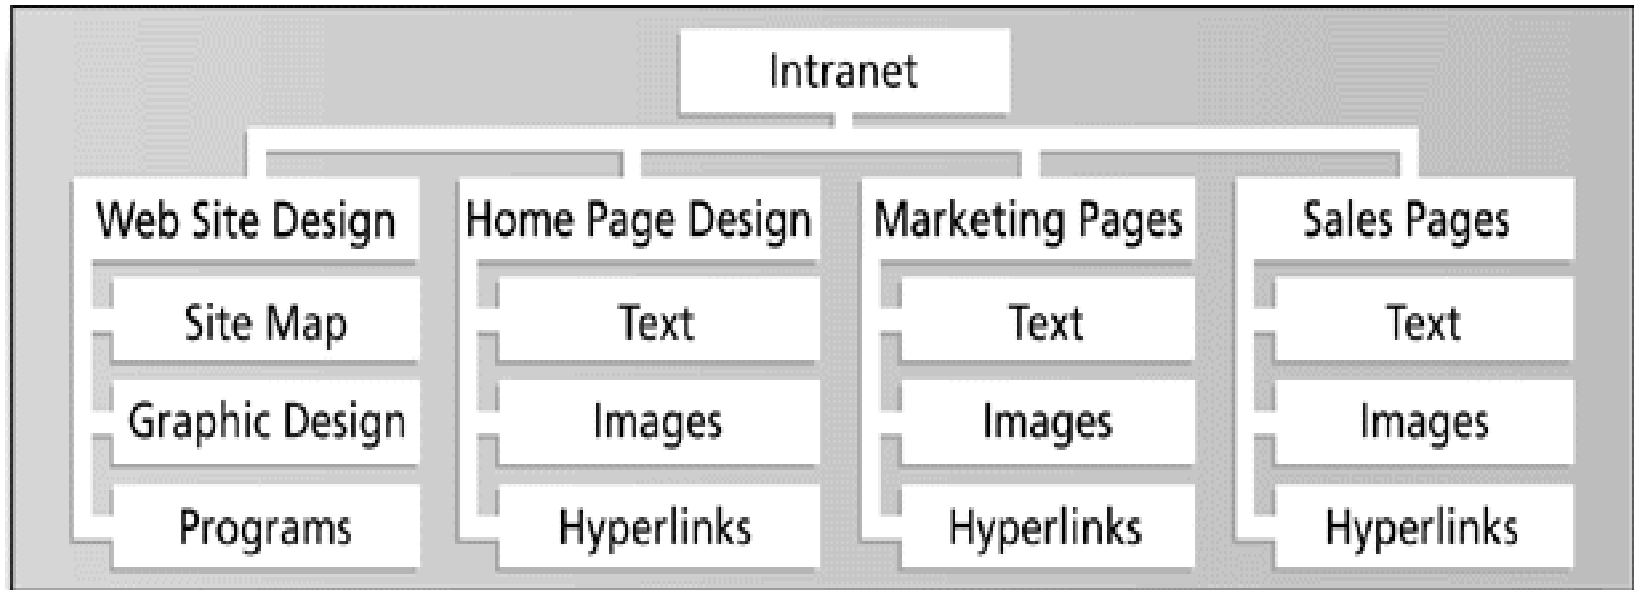 Intranet
Web Site Design
Home Page Design
Marketing Pages
Sales Pages
Site Map
Text
Text
Text
Graphic Design
Images
Images
Images
Programs
Hyperlinks
Hyperlinks
Hyperlinks